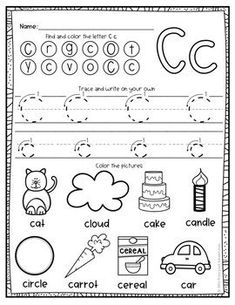 Name:
Find and color the letter C c
C r g c O t
y c v o C c
Cc
Trace and write on your own
C C C C
c c c c
Color the pictures
cat cloud cake candle
CEREAL
circle carrot cereal car